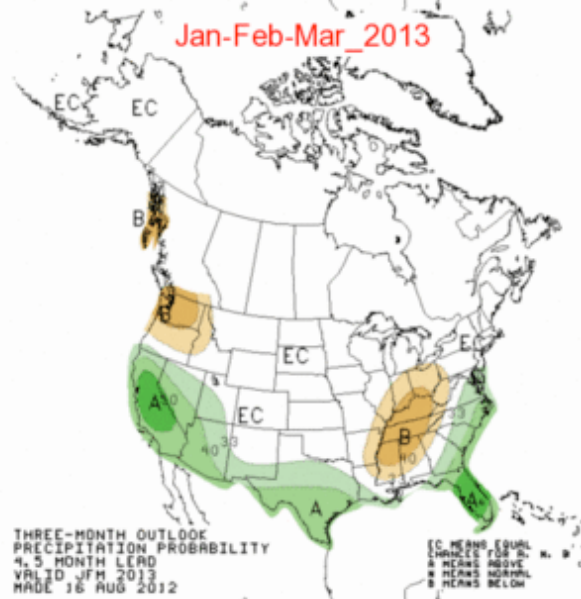 Jan-Feb-Mar_2013
EC
EC
B
B
EC
EC
A
50
EC
33
40
33
B
40
A
A
THREE-MONTH OUTLOOK
PRECIPITATION PROBABILITY
4.5 MONTH LEAD
VALID JFM 2013
MADE 16 AUG 2012
EC MEANS EQUAL
CHANCES FOR A, N, B
A MEANS ABOVE
N MEANS NORMAL
B MEANS BELOW